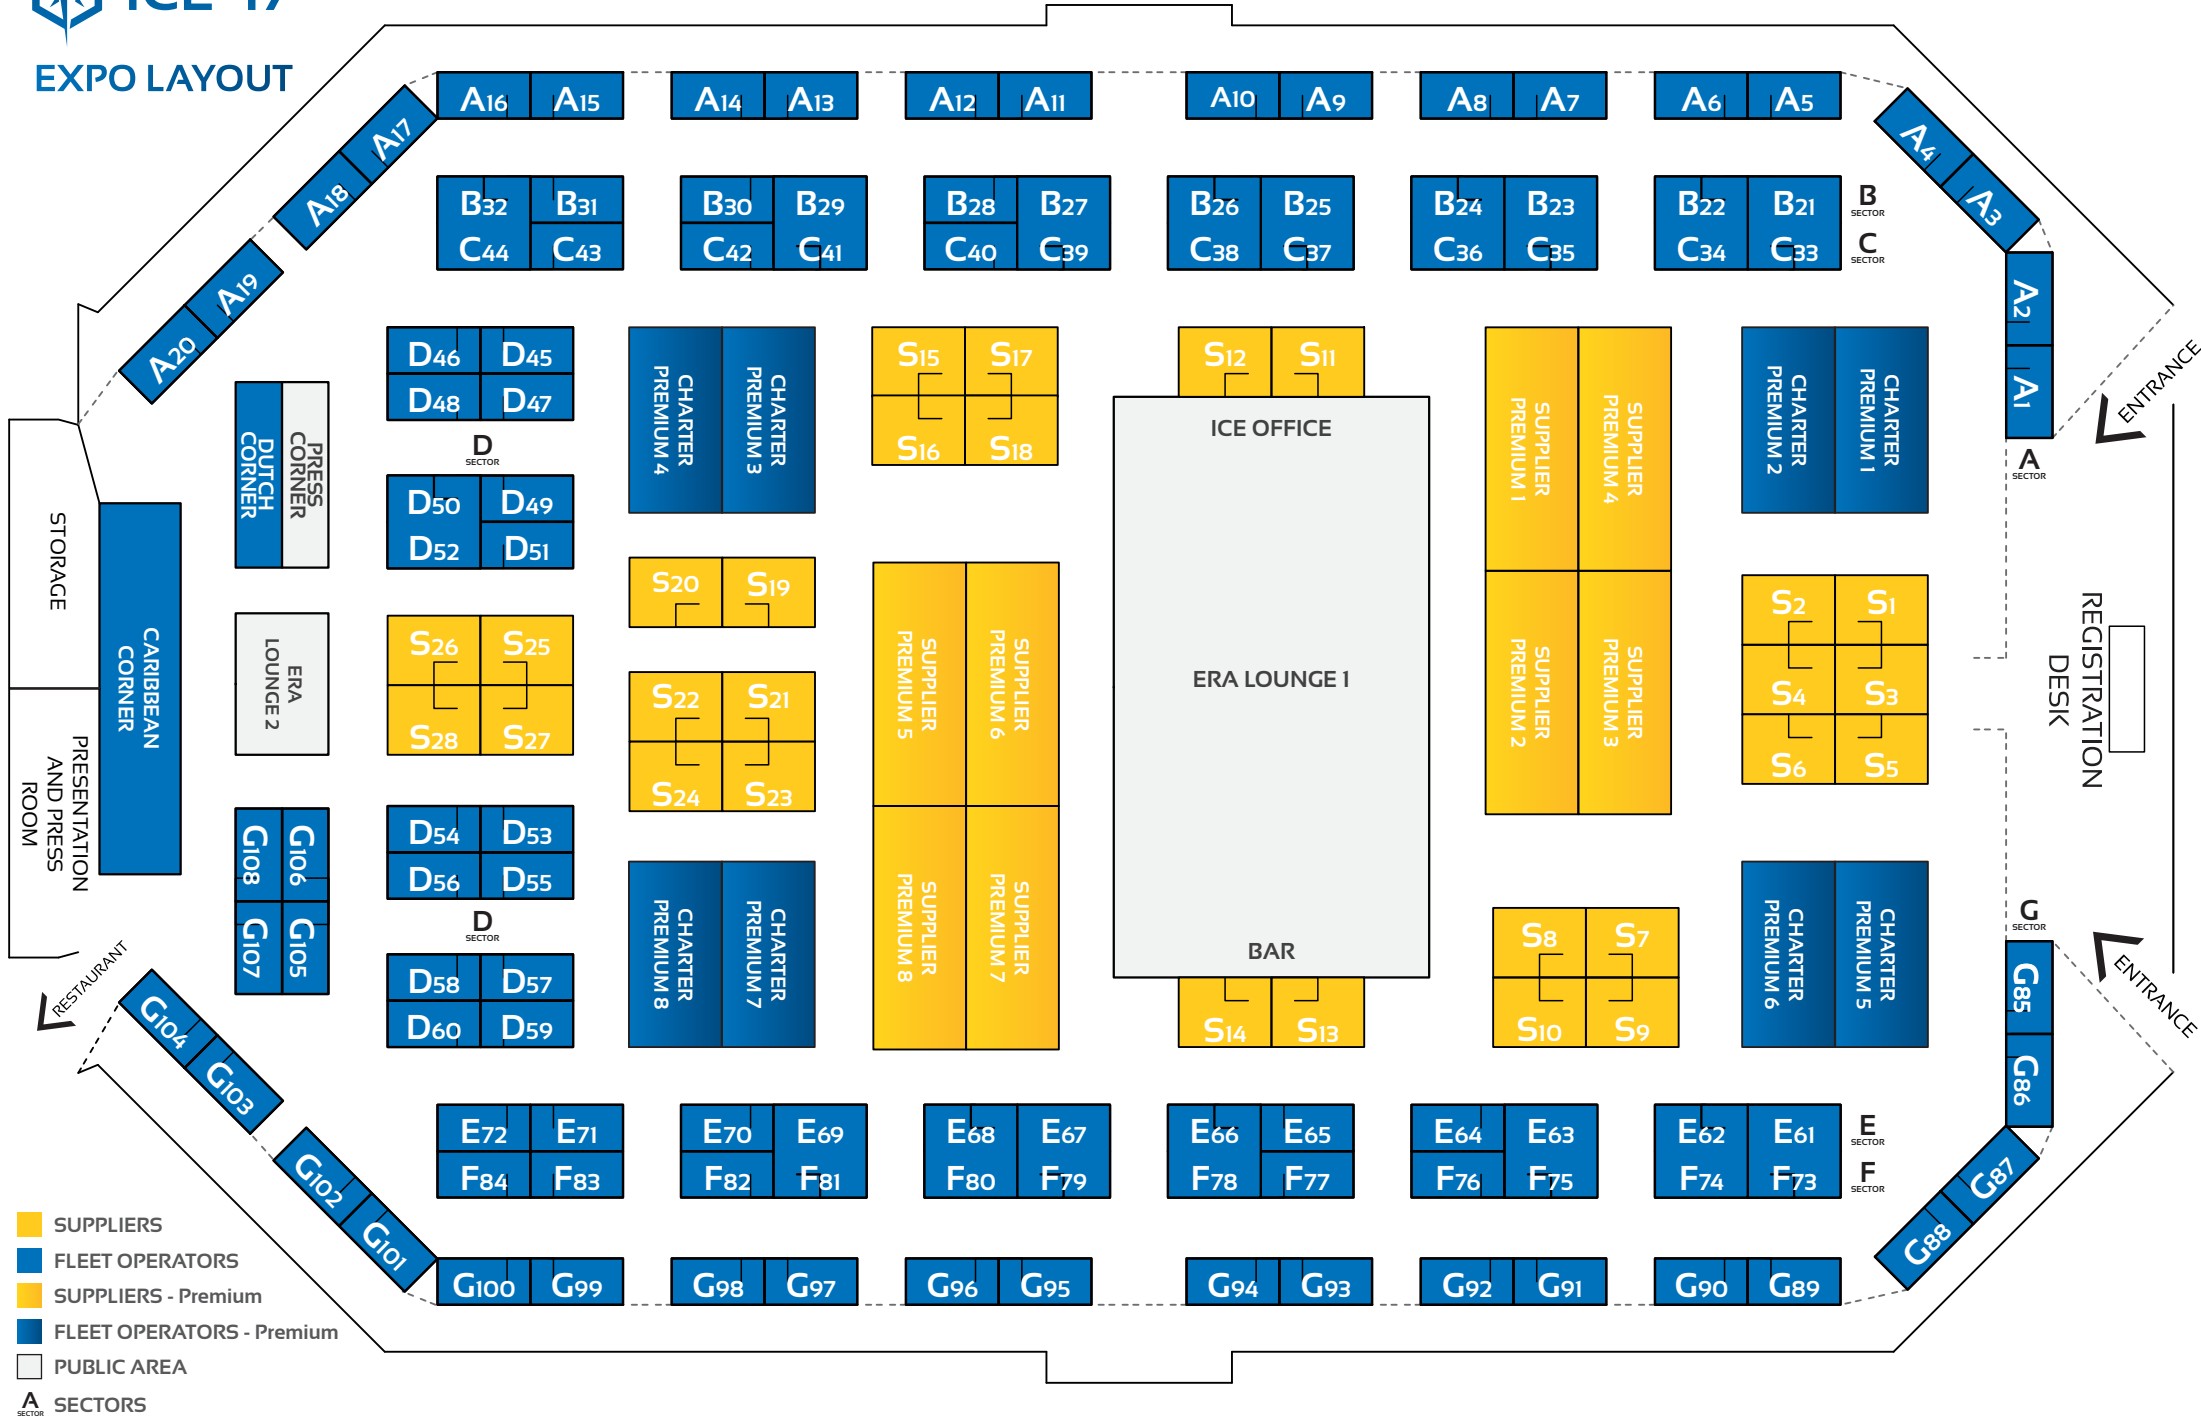 EXPO LAYOUT
A16 A15 A14 A13 A12 A11 A10 A9 A8 A7 A6 A5
A17
A18
A19
A20
A4
A3
A2
A1
B32 B31 B30 B29 B28 B27 B26 B25 B24 B23 B22 B21
B
SECTOR
C44 C43 C42 C41 C40 C39 C38 C37 C36 C35 C34 C33
C
SECTOR
ENTRANCE
A
SECTOR
D46 D45
D48 D47
D
SECTOR
D50 D49
D52 D51
CHARTER
PREMIUM 4
CHARTER
PREMIUM 3
S15 S17
S16 S18
S12 S11
ICE OFFICE
ERA LOUNGE 1
BAR
S14 S13
SUPPLIER
PREMIUM 1
SUPPLIER
PREMIUM 4
SUPPLIER
PREMIUM 2
SUPPLIER
PREMIUM 3
CHARTER
PREMIUM 2
CHARTER
PREMIUM 1
DUTCH
CORNER
PRESS
CORNER
STORAGE
CARIBBEAN
CORNER
ERA
LOUNGE 2
PRESENTATION
AND PRESS
ROOM
S20 S19
S22 S21
S24 S23
S26 S25
S28 S27
SUPPLIER
PREMIUM 5
SUPPLIER
PREMIUM 6
SUPPLIER
PREMIUM 8
SUPPLIER
PREMIUM 7
S2 S1
S4 S3
S6 S5
REGISTRATION
DESK
G108 G106
G107 G105
D54 D53
D56 D55
D
SECTOR
D58 D57
D60 D59
CHARTER
PREMIUM 8
CHARTER
PREMIUM 7
S8 S7
S10 S9
CHARTER
PREMIUM 6
CHARTER
PREMIUM 5
G
SECTOR
ENTRANCE
G85
G86
G87
G88
RESTAURANT
G104
G103
G102
G101
E72 E71 E70 E69 E68 E67 E66 E65 E64 E63 E62 E61
E
SECTOR
F84 F83 F82 F81 F80 F79 F78 F77 F76 F75 F74 F73
F
SECTOR
G100 G99 G98 G97 G96 G95 G94 G93 G92 G91 G90 G89
SUPPLIERS
FLEET OPERATORS
SUPPLIERS - Premium
FLEET OPERATORS - Premium
PUBLIC AREA
A
SECTOR
SECTORS